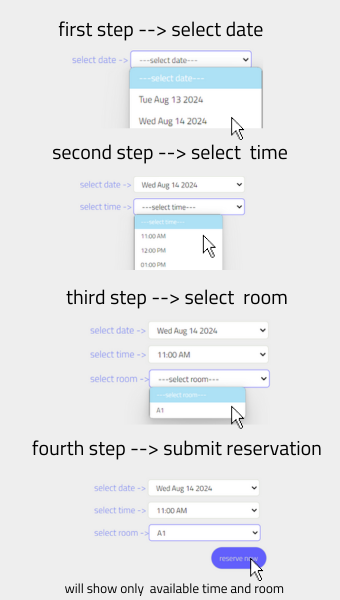 first step --> select date
select date -> ---select date---
---select date---
Tue Aug 13 2024
Wed Aug 14 2024
second step --> select time
select date -> Wed Aug 14 2024
select time -> ---select time---
---select time---
11:00 AM
12:00 PM
01:00 PM
third step --> select room
select date -> Wed Aug 14 2024
select time -> 11:00 AM
select room -> ---select room---
---select room---
A1
fourth step --> submit reservation
select date -> Wed Aug 14 2024
select time -> 11:00 AM
select room -> A1
reserve now
will show only available time and room